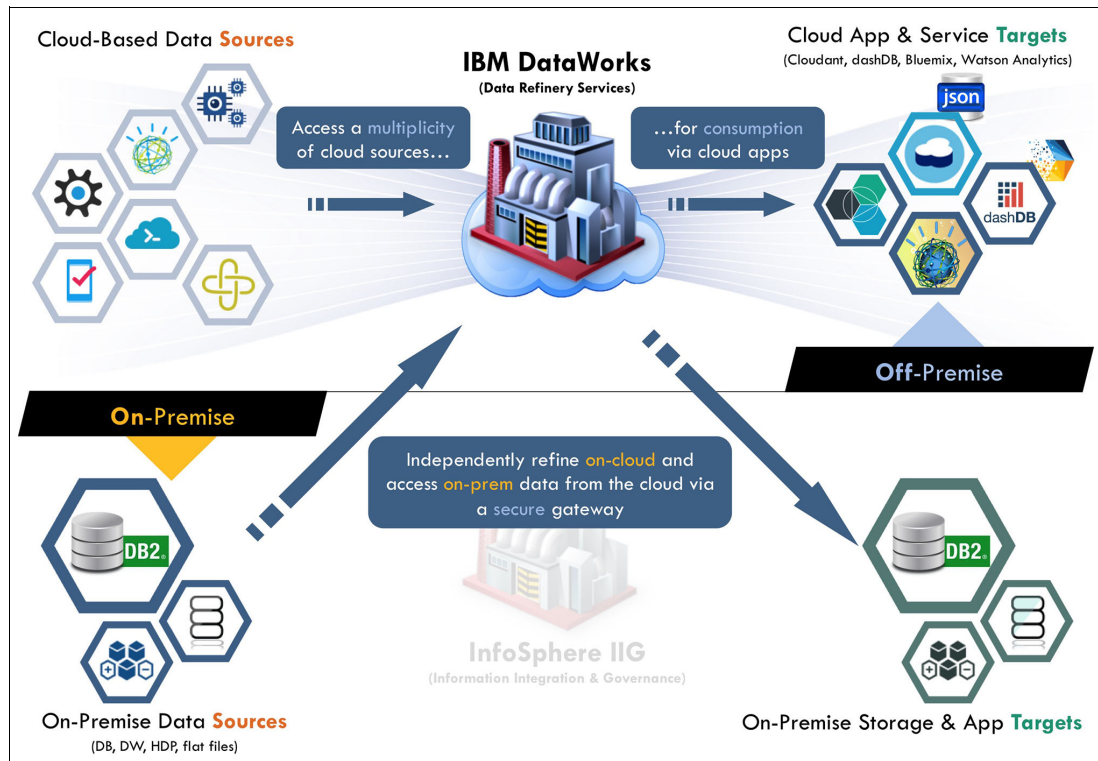 Cloud-Based Data Sources
IBM DataWorks
(Data Refinery Services)
Cloud App & Service Targets
(Cloudant, dashDB, Bluemix, Watson Analytics)
json
Access a multiplicity
of cloud sources...
...for consumption
via cloud apps
dashDB
Off-Premise
On-Premise
Independently refine on-cloud and
access on-prem data from the cloud via
a secure gateway
DB2®
DB2®
InfoSphere IIG
(Information Integration & Governance)
On-Premise Data Sources
(DB, DW, HDP, flat files)
On-Premise Storage & App Targets